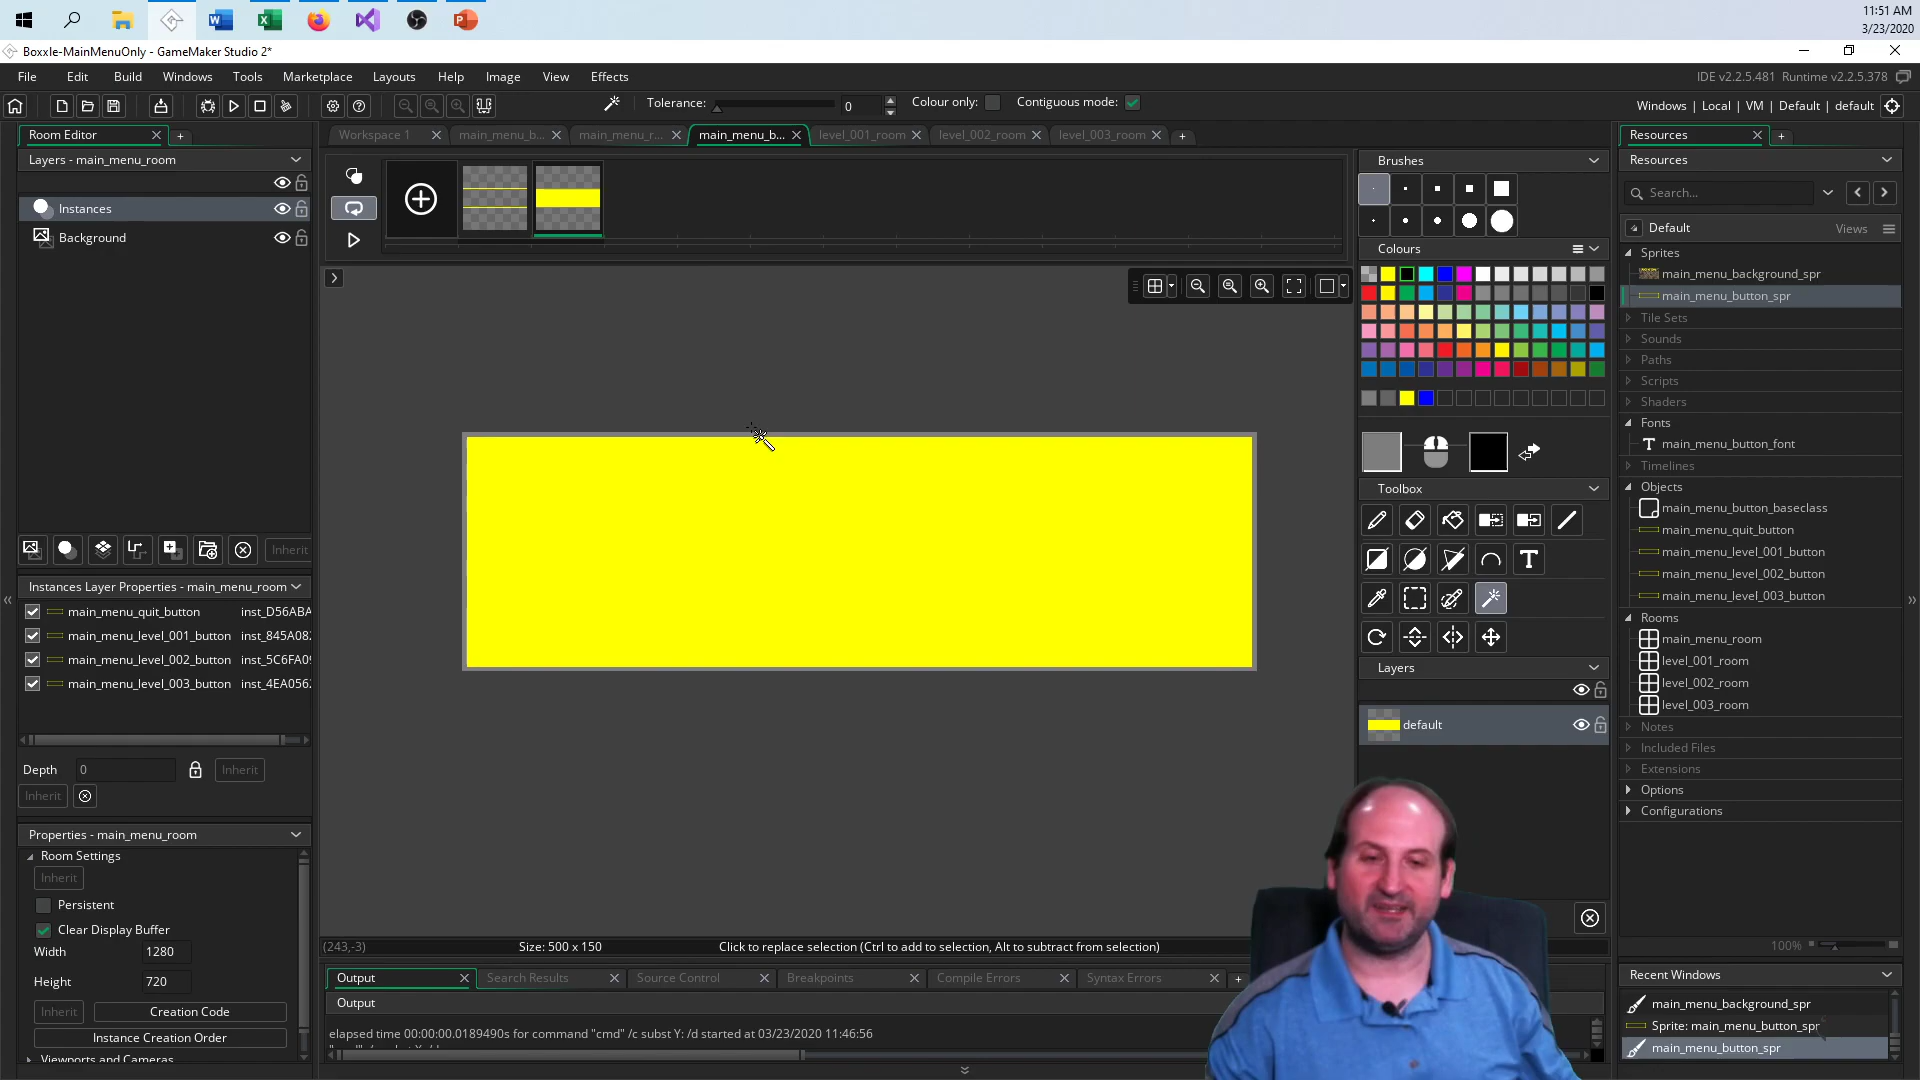 11:51 AM
3/23/2020
Boxxle-MainMenuOnly - GameMaker Studio 2*
File Edit Build Windows Tools Marketplace Layouts Help Image View Effects
IDE v2.2.5.481 Runtime v2.2.5.378
Tolerance: 0 Colour only: Contiguous mode:
Windows | Local | VM | Default | default
Room Editor
Workspace 1
main_menu_b...
main_menu_r...
main_menu_b...
level_001_room
level_002_room
level_003_room
Resources
Layers - main_menu_room
Instances
Background
Inherit
Instances Layer Properties - main_menu_room
main_menu_quit_button inst_D56ABA
main_menu_level_001_button inst_845A08
main_menu_level_002_button inst_5C6FA0
main_menu_level_003_button inst_4EA056
Depth 0 Inherit
Inherit
Properties - main_menu_room
Room Settings
Inherit
Persistent
Clear Display Buffer
Width 1280
Height 720
Inherit Creation Code
Instance Creation Order
Viewports and Cameras
(243,-3) Size: 500 x 150 Click to replace selection (Ctrl to add to selection, Alt to subtract from selection)
Output Search Results Source Control Breakpoints Compile Errors Syntax Errors
Output
elapsed time 00:00:00.0189490s for command "cmd" /c subst Y: /d started at 03/23/2020 11:46:56
Brushes
Colours
Toolbox
T
Layers
default
Resources
Search...
Default Views
Sprites
main_menu_background_spr
main_menu_button_spr
Tile Sets
Sounds
Paths
Scripts
Shaders
Fonts
T main_menu_button_font
Timelines
Objects
main_menu_button_baseclass
main_menu_quit_button
main_menu_level_001_button
main_menu_level_002_button
main_menu_level_003_button
Rooms
main_menu_room
level_001_room
level_002_room
level_003_room
Notes
Included Files
Extensions
Options
Configurations
100%
Recent Windows
main_menu_background_spr
Sprite: main_menu_button_spr
main_menu_button_spr